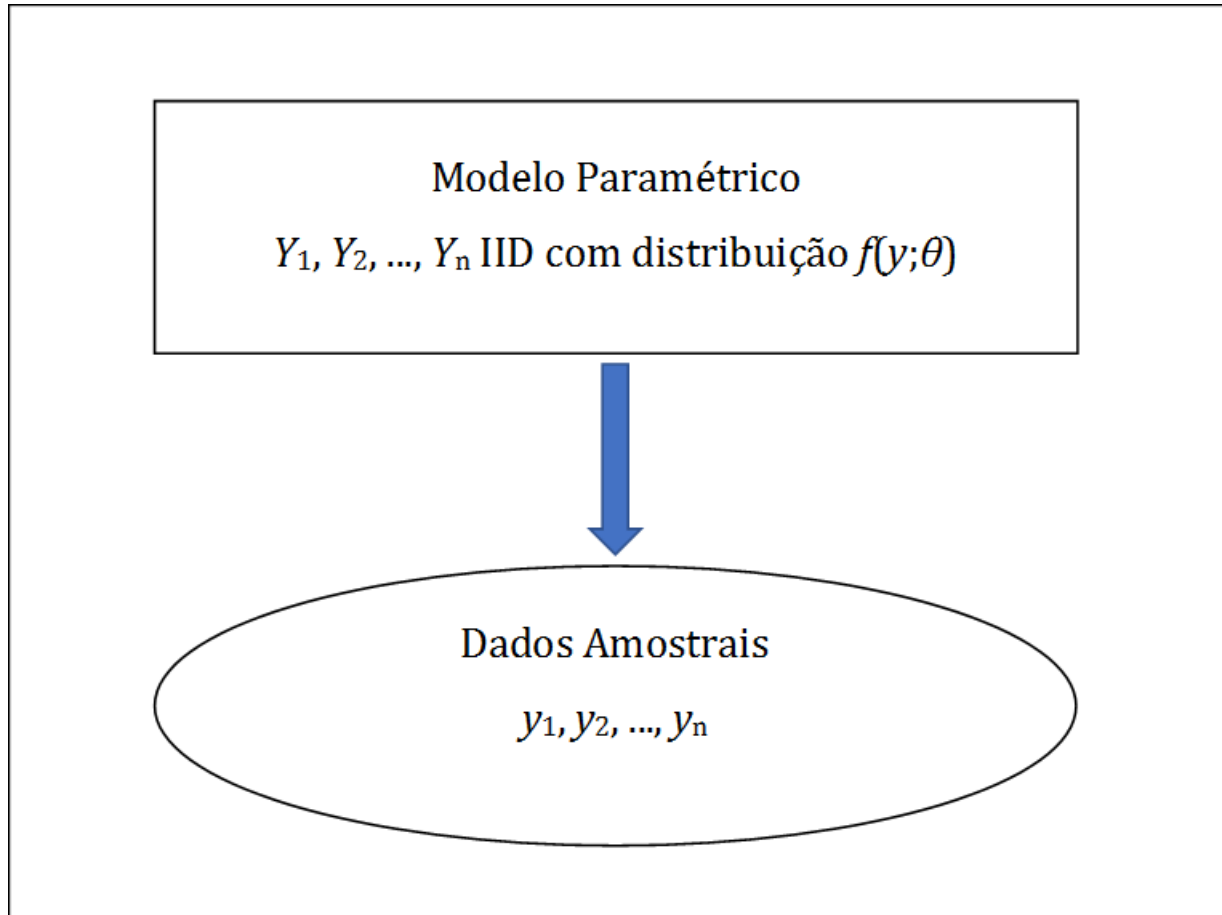 Modelo Paramétrico
Y₁, Y₂, ..., Yₙ IID com distribuição f(y;θ)
Dados Amostrais
y₁, y₂, ..., yₙ